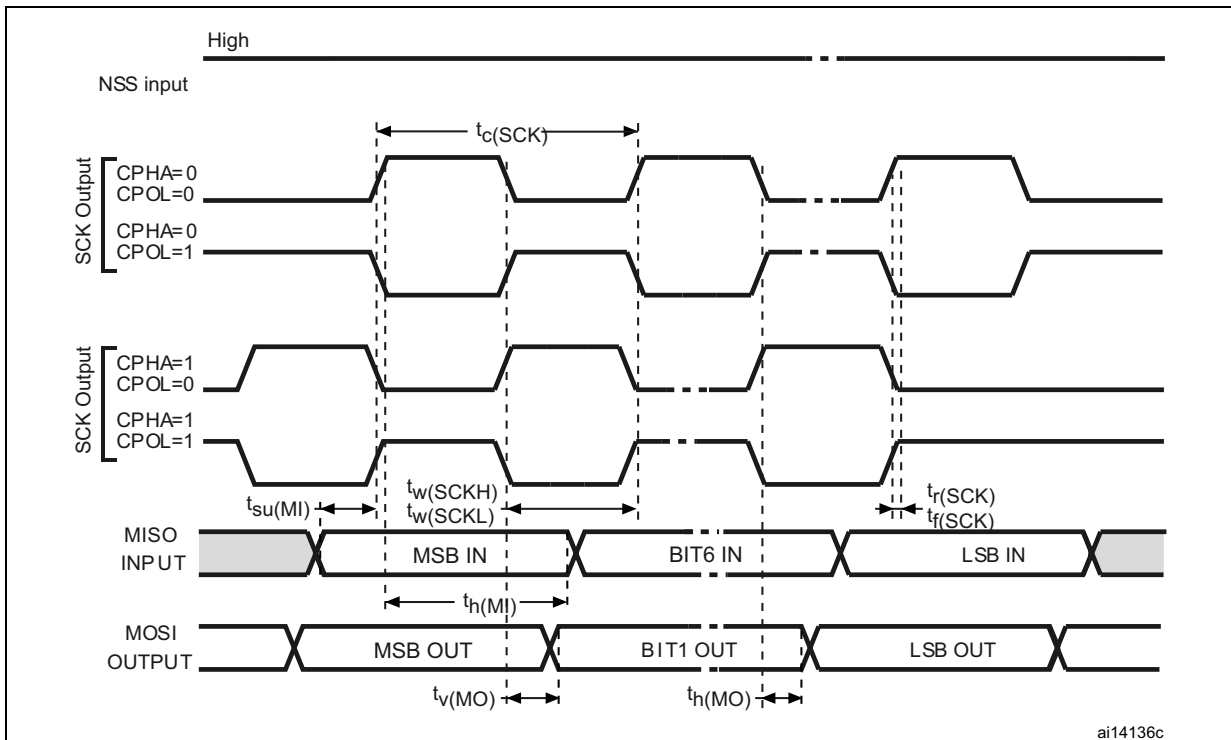 High
NSS input
tc(SCK)
SCK Output
CPHA=0
CPOL=0
CPHA=0
CPOL=1
SCK Output
CPHA=1
CPOL=0
CPHA=1
CPOL=1
tsu(MI)
tw(SCKH)
tw(SCKL)
tr(SCK)
tf(SCK)
MISO
INPUT
MSB IN
BIT6 IN
LSB IN
th(MI)
MOSI
OUTPUT
MSB OUT
BIT1 OUT
LSB OUT
tv(MO)
th(MO)
ai14136c